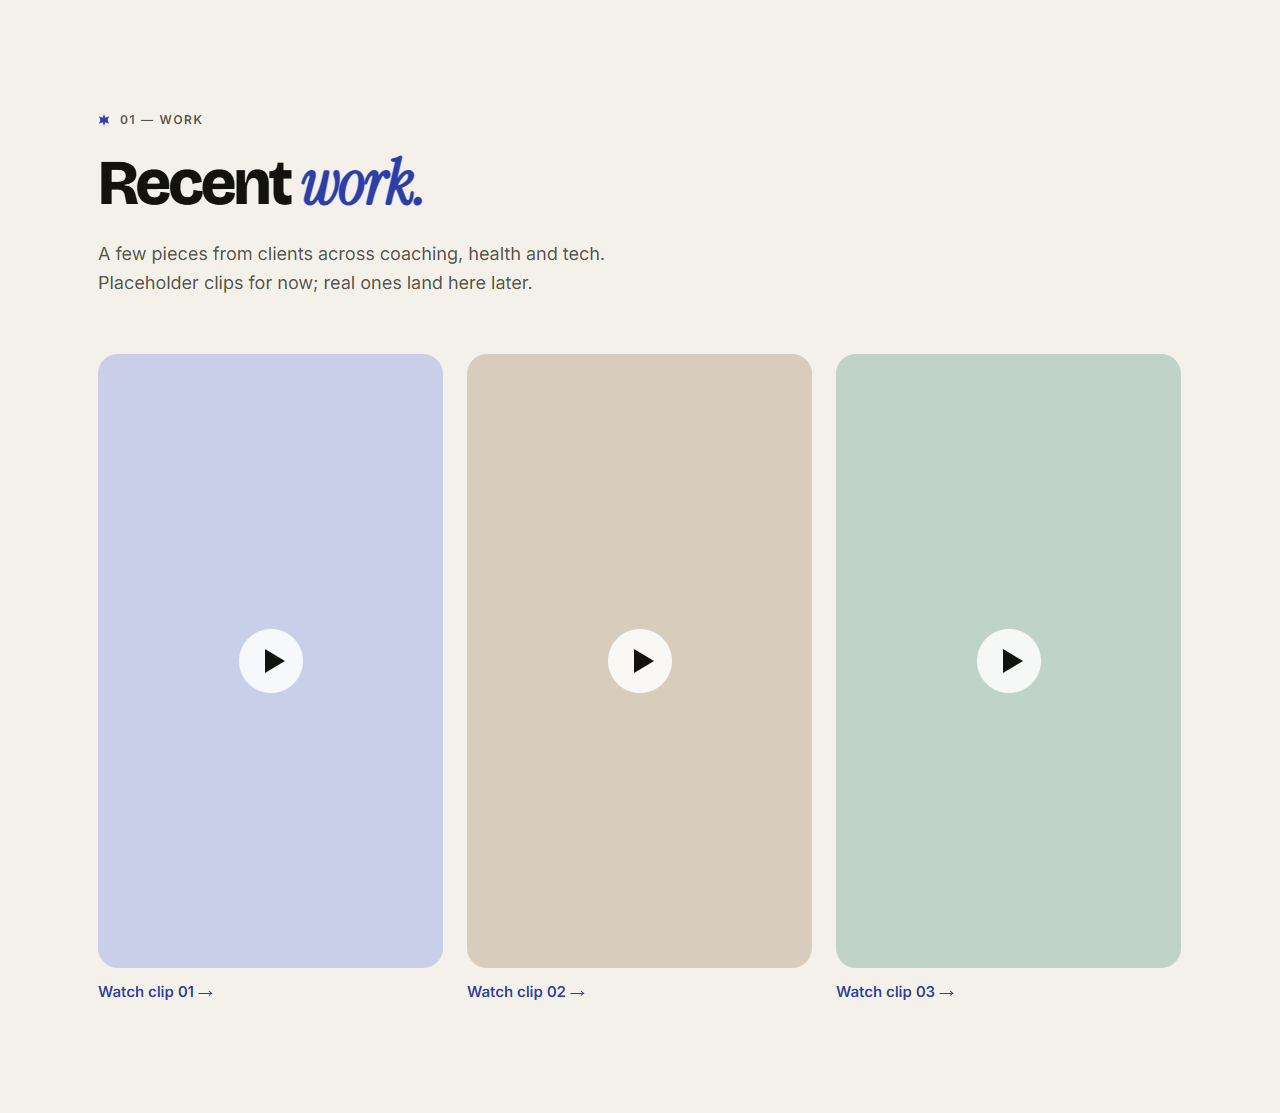 01 — WORK
Recent work.
A few pieces from clients across coaching, health and tech.
Placeholder clips for now; real ones land here later.
Watch clip 01 →
Watch clip 02 →
Watch clip 03 →